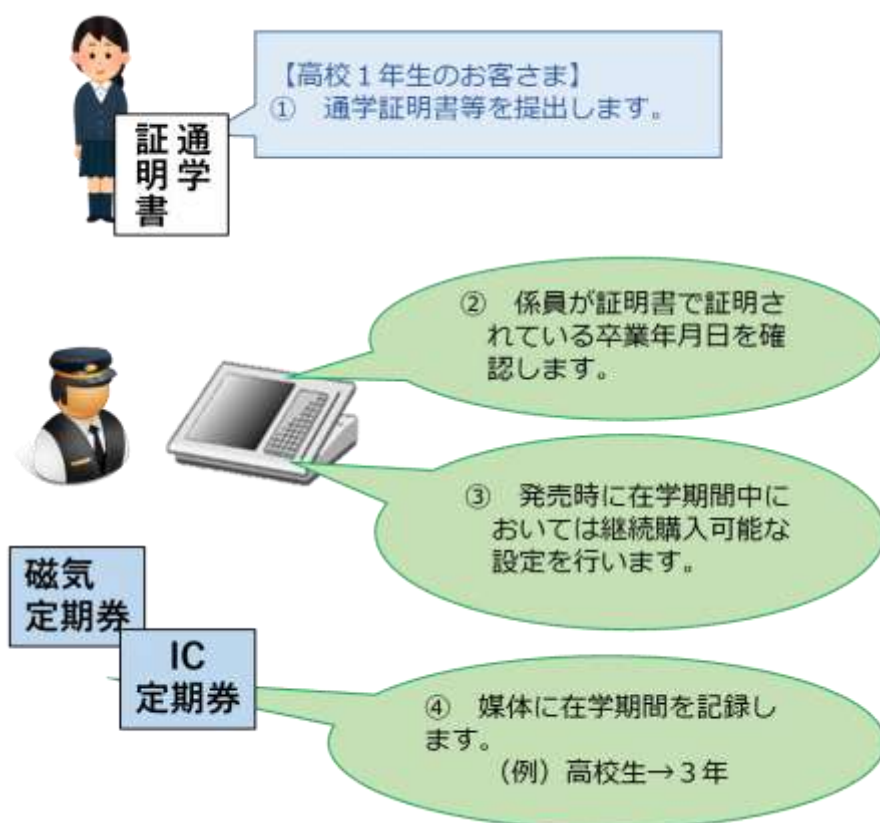 【高校１年生のお客さま】
①　通学証明書等を提出します。
通学
証明書
②　係員が証明書で証明さ
れている卒業年月日を確
認します。
③　発売時に在学期間中に
おいては継続購入可能な
設定を行います。
磁気
定期券
IC
定期券
④　媒体に在学期間を記録し
ます。
（例）高校生→３年